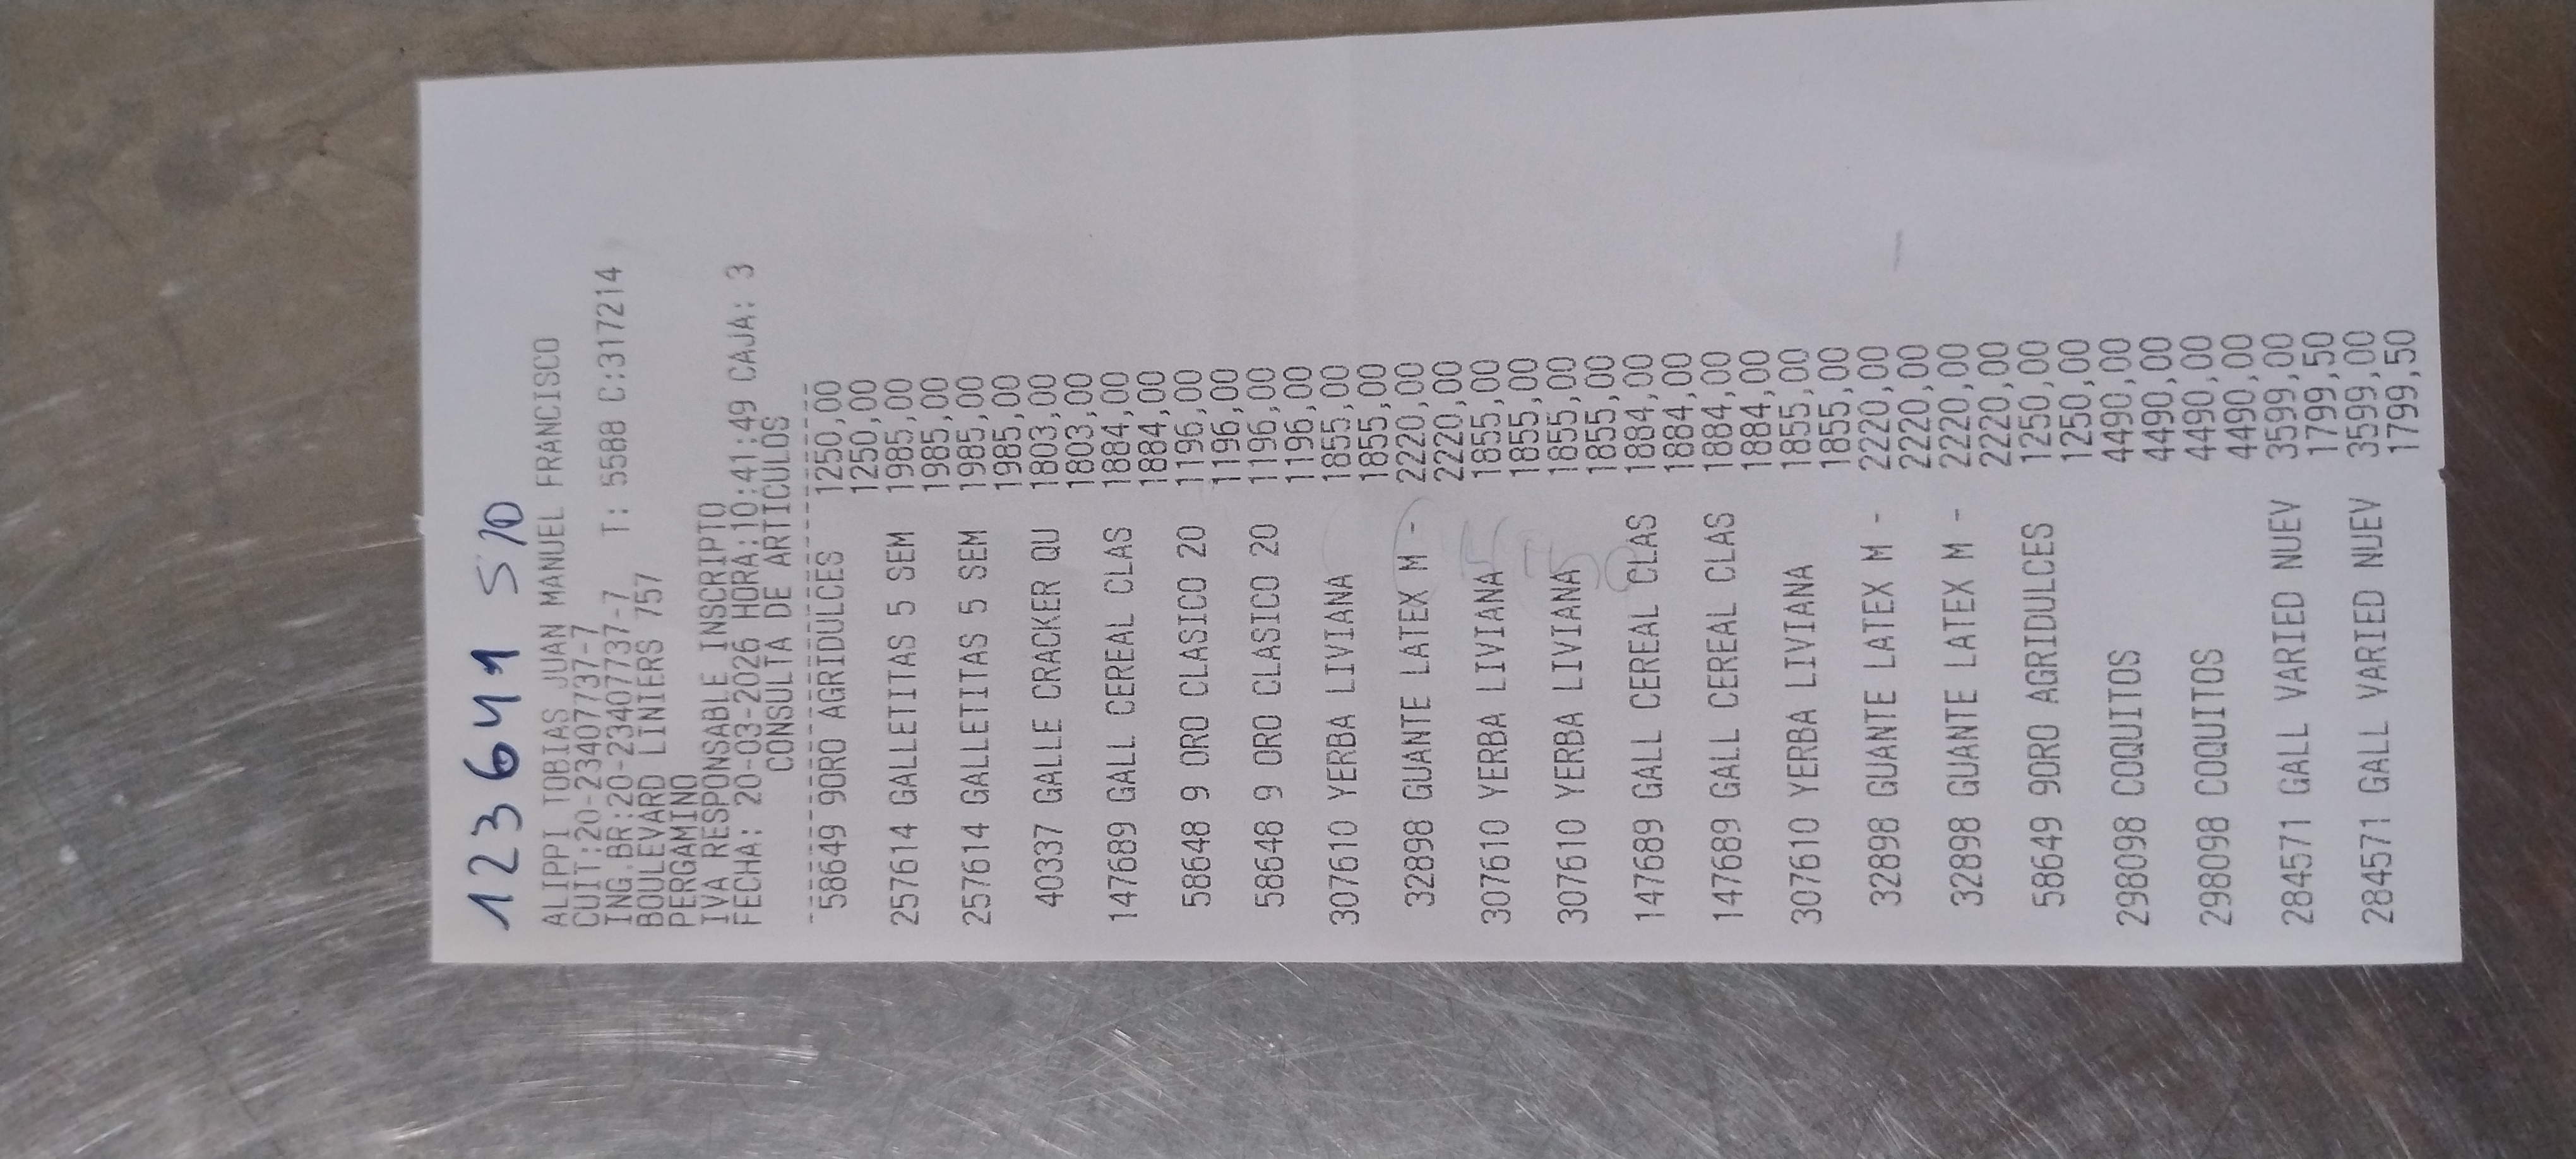 123641 S/D
ALIPPI TOBIAS JUAN MANUEL FRANCISCO
CUIT:20-23407737-7
ING.BR:20-23407737-7 T: 5588 C:317214
BOULEVARD LINIERS 757
PERGAMINO
IVA RESPONSABLE INSCRIPTO
FECHA: 20-03-2026 HORA:10:41:49 CAJA: 3
CONSULTA DE ARTICULOS
58649 9ORO AGRIDULCES 1250,00
1250,00
257614 GALLETITAS 5 SEM 1985,00
1985,00
257614 GALLETITAS 5 SEM 1985,00
1985,00
40337 GALLE CRACKER QU 1803,00
1803,00
147689 GALL CEREAL CLAS 1884,00
1884,00
58648 9 ORO CLASICO 20 1196,00
1196,00
58648 9 ORO CLASICO 20 1196,00
1196,00
307610 YERBA LIVIANA 1855,00
1855,00
32898 GUANTE LATEX M - 2220,00
2220,00
307610 YERBA LIVIANA 1855,00
1855,00
307610 YERBA LIVIANA 1855,00
1855,00
147689 GALL CEREAL CLAS 1884,00
1884,00
147689 GALL CEREAL CLAS 1884,00
1884,00
307610 YERBA LIVIANA 1855,00
1855,00
32898 GUANTE LATEX M - 2220,00
2220,00
32898 GUANTE LATEX M - 2220,00
2220,00
58649 9ORO AGRIDULCES 1250,00
1250,00
298098 COQUITOS 4490,00
4490,00
298098 COQUITOS 4490,00
4490,00
284571 GALL VARIED NUEV 3599,00
1799,50
284571 GALL VARIED NUEV 3599,00
1799,50